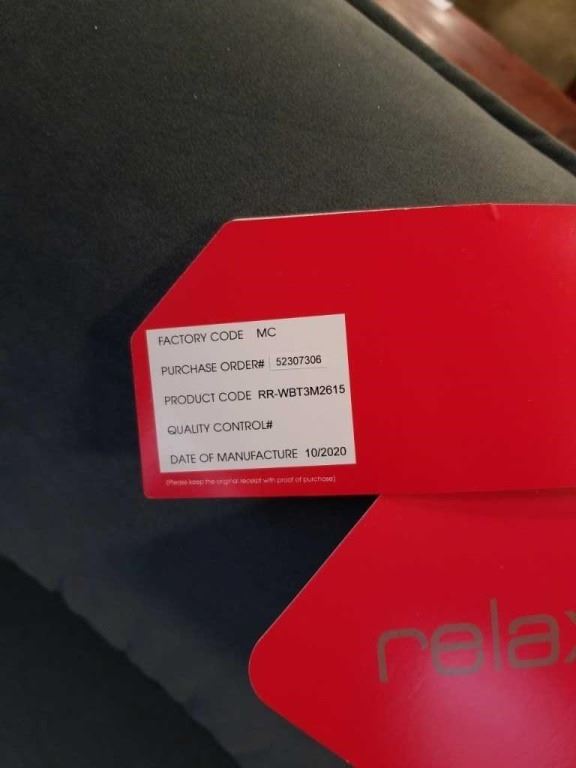 FACTORY CODE MC
PURCHASE ORDER# 52307306
PRODUCT CODE RR-WBT3M2615
QUALITY CONTROL#
DATE OF MANUFACTURE 10/2020
(Please keep the original receipt with proof of purchase)
relax